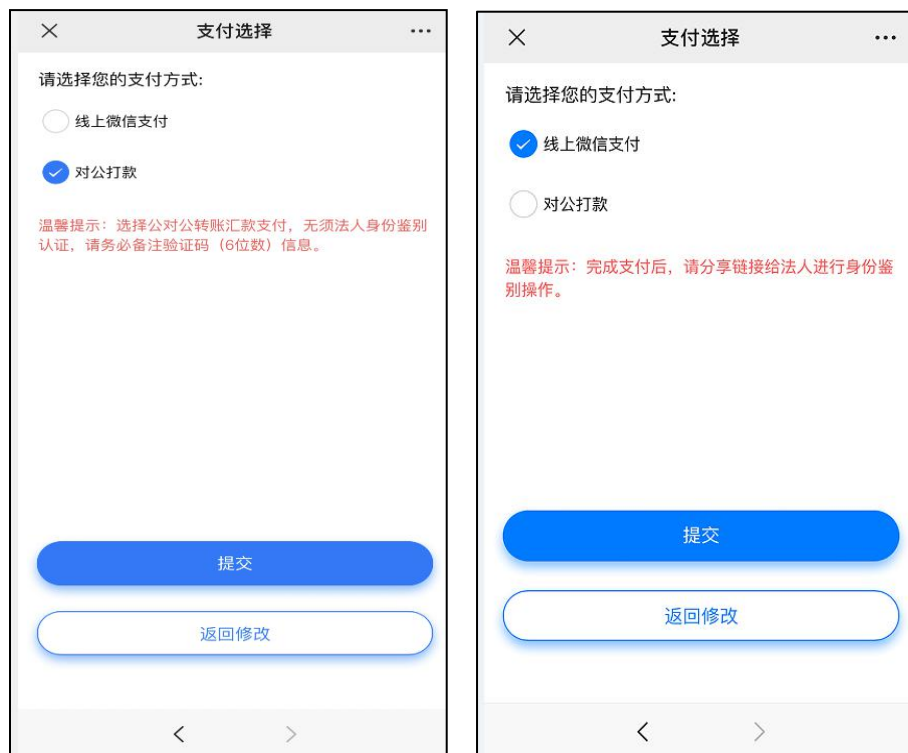 支付选择
请选择您的支付方式:
线上微信支付
对公打款
温馨提示：选择公对公转账汇款支付，无须法人身份鉴别
认证，请务必备注验证码（6位数）信息。
提交
返回修改
支付选择
请选择您的支付方式:
线上微信支付
对公打款
温馨提示：完成支付后，请分享链接给法人进行身份鉴
别操作。
提交
返回修改